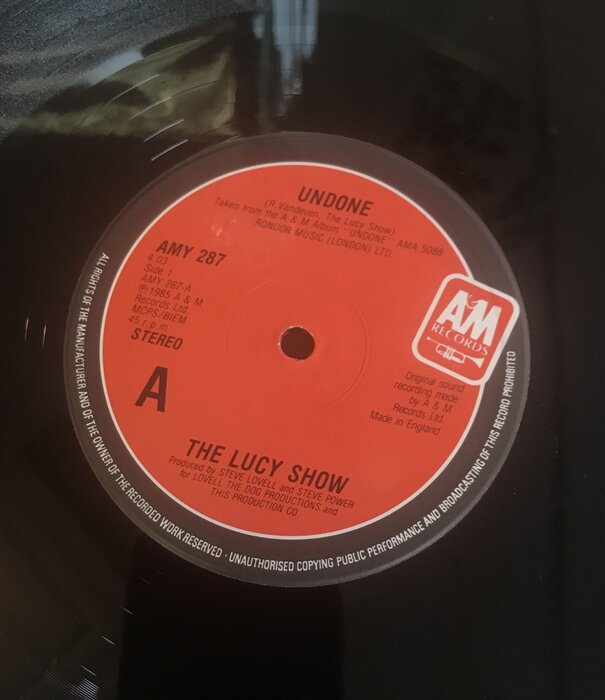 UNDONE
(R Vandeven, The Lucy Show)
Taken from the A & M Album "UNDONE" AMA 5088
RONDOR MUSIC (LONDON) LTD.
AMY 287
4.03
Side 1
AMY 287-A
℗ 1985 A & M
Records Ltd.
MCPS/BIEM
45 r.p.m.
STEREO
A
A&M
RECORDS
Original sound
recording made
by A & M
Records Ltd.
Made in England
THE LUCY SHOW
Produced by STEVE LOVELL and STEVE POWER
for LOVELL THE DOG PRODUCTIONS and
THIS PRODUCTION CO
ALL RIGHTS OF THE MANUFACTURER AND OF THE OWNER OF THE RECORDED WORK RESERVED · UNAUTHORISED COPYING PUBLIC PERFORMANCE AND BROADCASTING OF THIS RECORD PROHIBITED